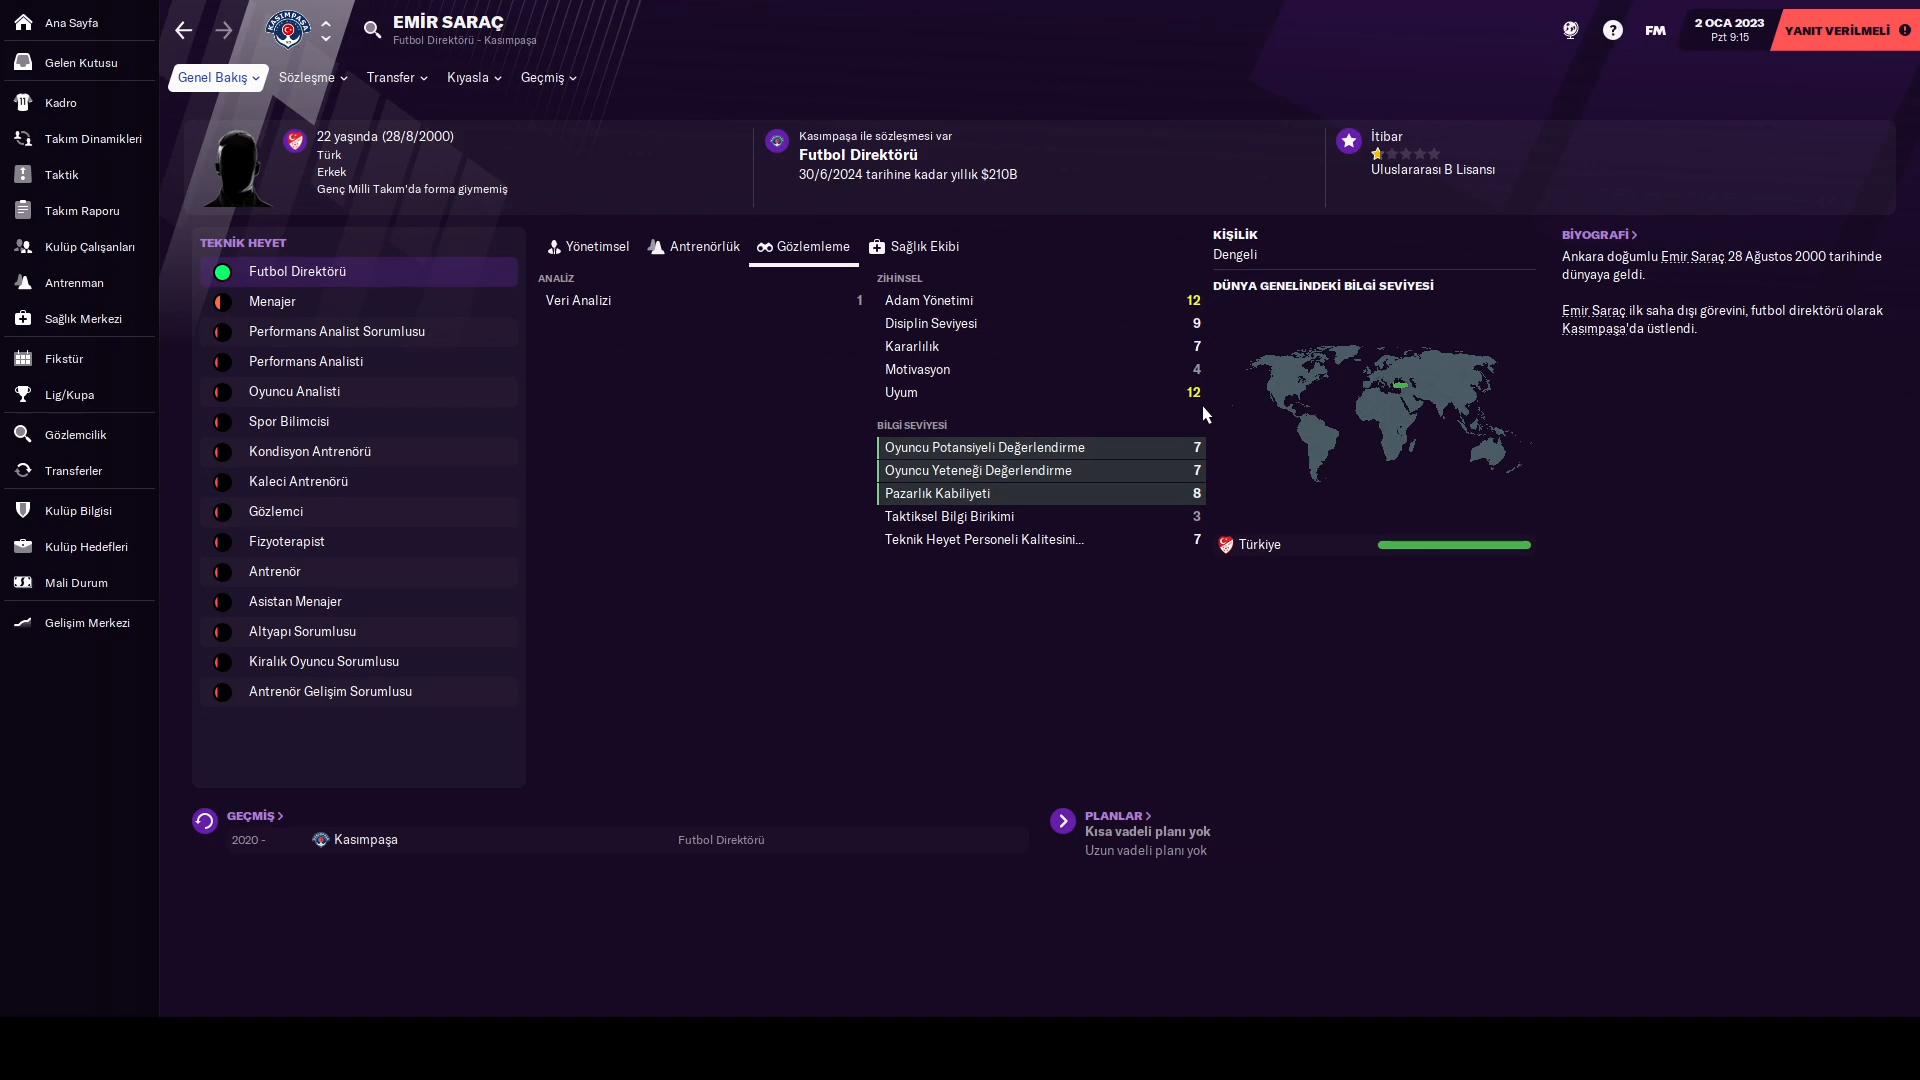 Ana Sayfa
Gelen Kutusu
Kadro
Takım Dinamikleri
Taktik
Takım Raporu
Kulüp Çalışanları
Antrenman
Sağlık Merkezi
Fikstür
Lig/Kupa
Gözlemcilik
Transferler
Kulüp Bilgisi
Kulüp Hedefleri
Mali Durum
Gelişim Merkezi
EMİR SARAÇ
Futbol Direktörü - Kasımpaşa
FM
2 OCA 2023
Pzt 9:15
YANIT VERİLMELİ
Genel Bakış
Sözleşme
Transfer
Kıyasla
Geçmiş
22 yaşında (28/8/2000)
Türk
Erkek
Genç Milli Takım'da forma giymemiş
Kasımpaşa ile sözleşmesi var
Futbol Direktörü
30/6/2024 tarihine kadar yıllık $210B
İtibar
Uluslararası B Lisansı
TEKNİK HEYET
Futbol Direktörü
Menajer
Performans Analist Sorumlusu
Performans Analisti
Oyuncu Analisti
Spor Bilimcisi
Kondisyon Antrenörü
Kaleci Antrenörü
Gözlemci
Fizyoterapist
Antrenör
Asistan Menajer
Altyapı Sorumlusu
Kiralık Oyuncu Sorumlusu
Antrenör Gelişim Sorumlusu
Yönetimsel
Antrenörlük
Gözlemleme
Sağlık Ekibi
ANALİZ
Veri Analizi 1
ZİHİNSEL
Adam Yönetimi 12
Disiplin Seviyesi 9
Kararlılık 7
Motivasyon 4
Uyum 12
BİLGİ SEVİYESİ
Oyuncu Potansiyeli Değerlendirme 7
Oyuncu Yeteneği Değerlendirme 7
Pazarlık Kabiliyeti 8
Taktiksel Bilgi Birikimi 3
Teknik Heyet Personeli Kalitesini... 7
KİŞİLİK
Dengeli
DÜNYA GENELİNDEKİ BİLGİ SEVİYESİ
Türkiye
BİYOGRAFİ
Ankara doğumlu Emir Saraç 28 Ağustos 2000 tarihinde
dünyaya geldi.
Emir Saraç ilk saha dışı görevini, futbol direktörü olarak
Kasımpaşa'da üstlendi.
GEÇMİŞ
2020 - Kasımpaşa Futbol Direktörü
PLANLAR
Kısa vadeli planı yok
Uzun vadeli planı yok